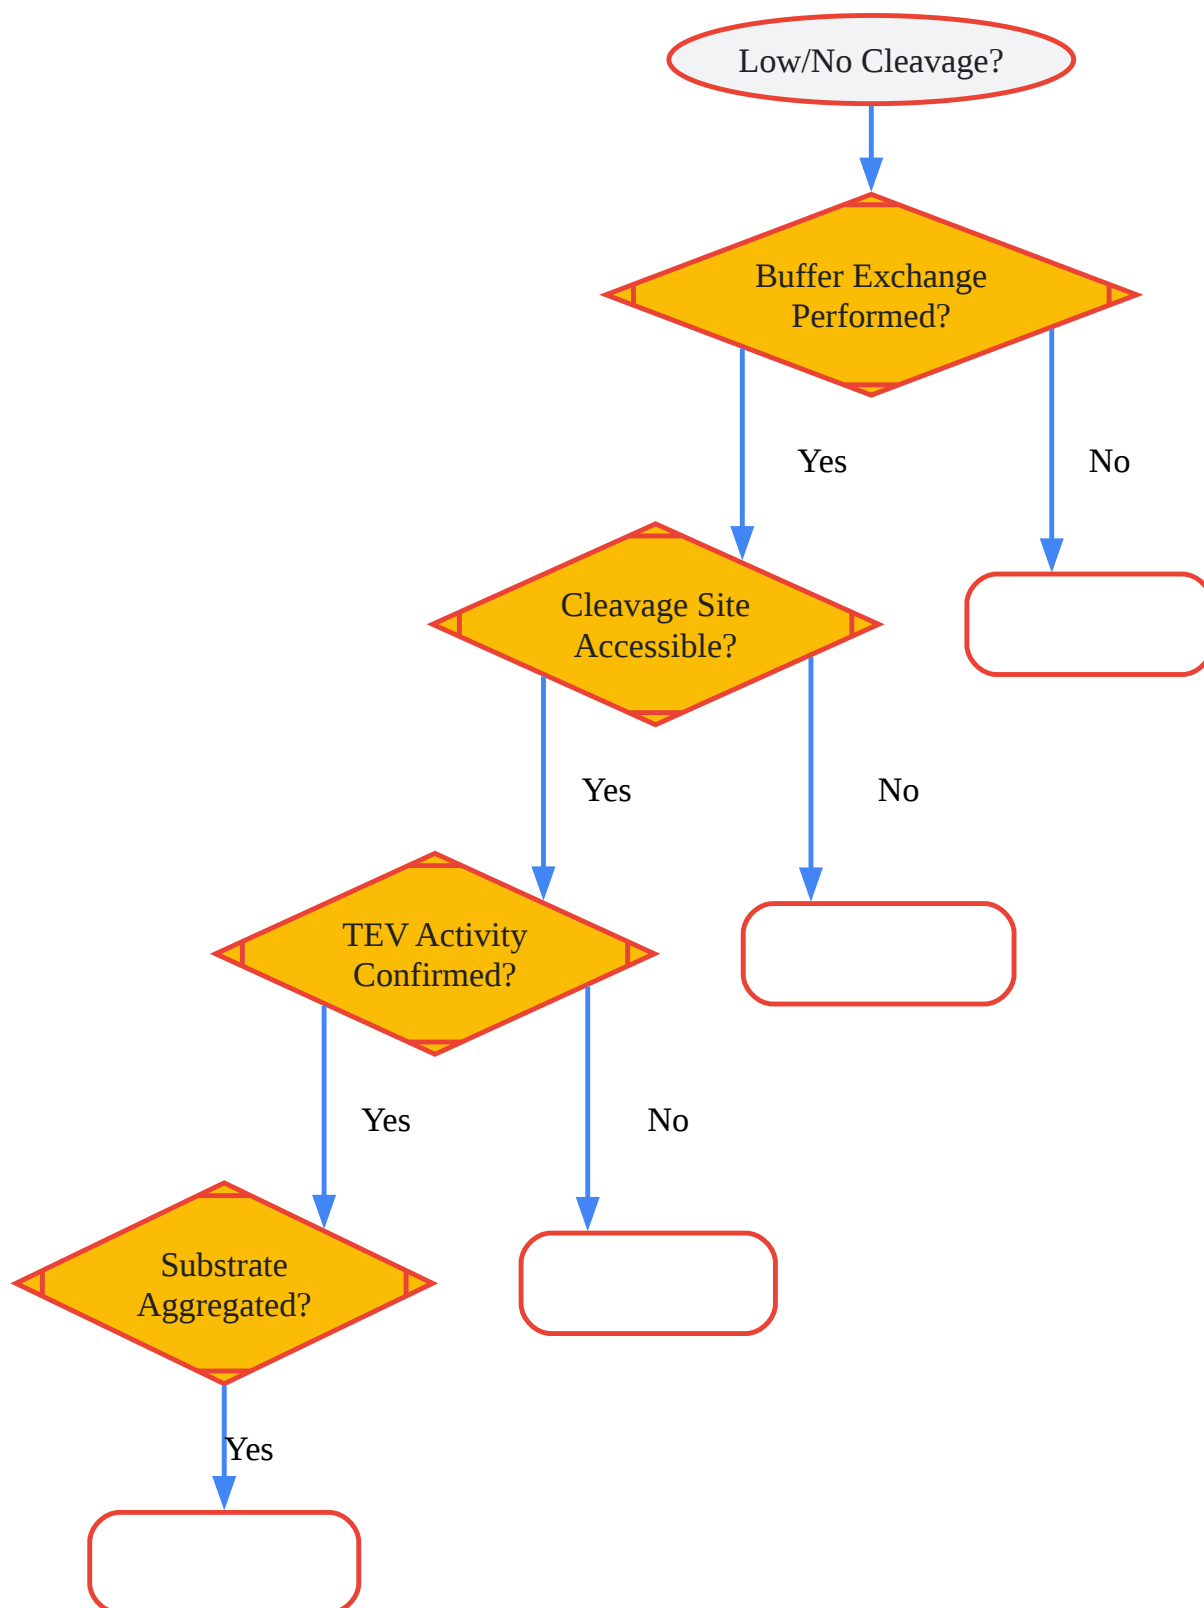 Low/No Cleavage?
Buffer Exchange
Performed?
Yes
No
Cleavage Site
Accessible?
Yes
No
TEV Activity
Confirmed?
Yes
No
Substrate
Aggregated?
Yes